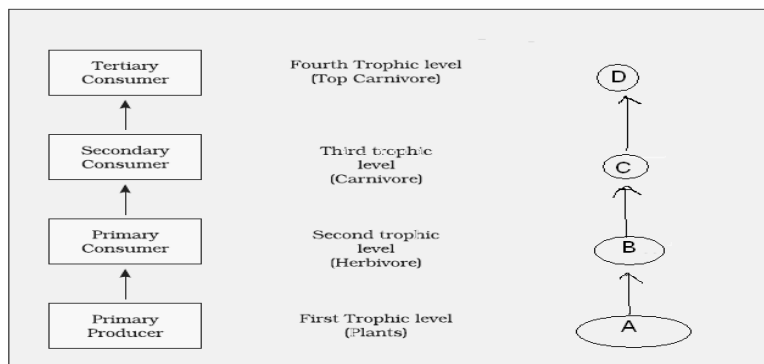 Tertiary
Consumer
Fourth Trophic level
(Top Carnivore)
D
Secondary
Consumer
Third trophic
level
(Carnivore)
C
Primary
Consumer
Second trophic
level
(Herbivore)
B
Primary
Producer
First Trophic level
(Plants)
A